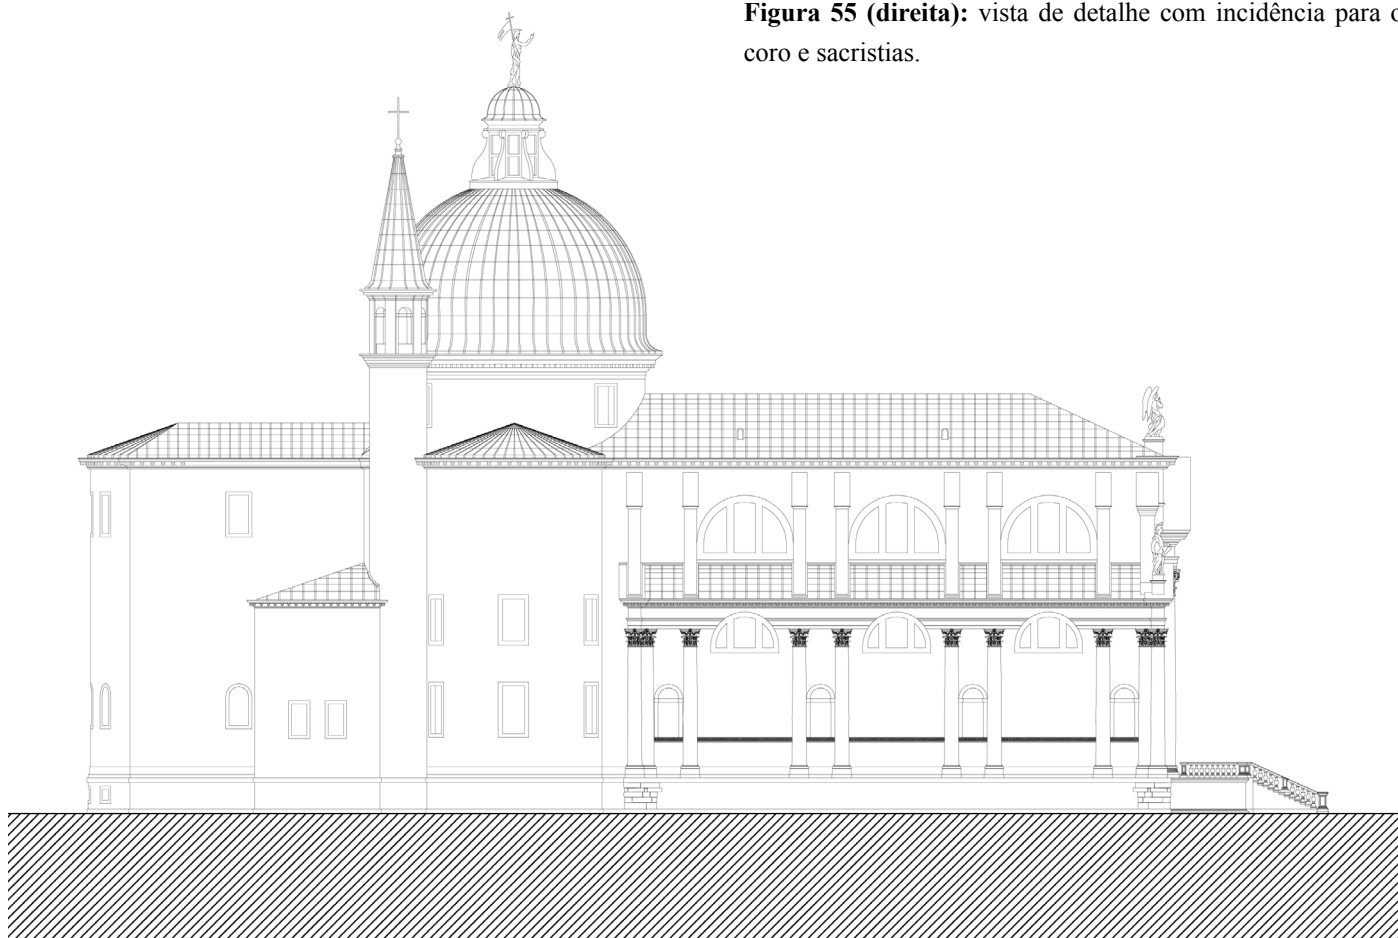 Figura 55 (direita): vista de detalhe com incidência para o
coro e sacristias.